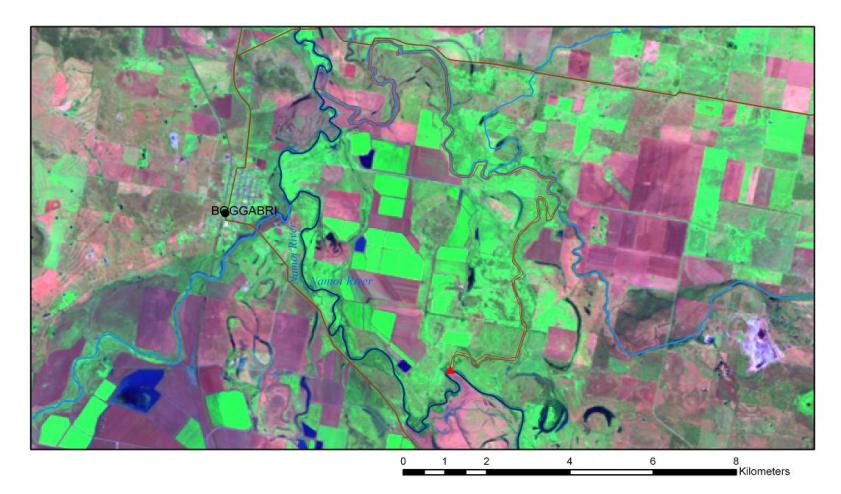 BOGGABRI
Namoi River
Namoi River
0 1 2 4 6 8
Kilometers